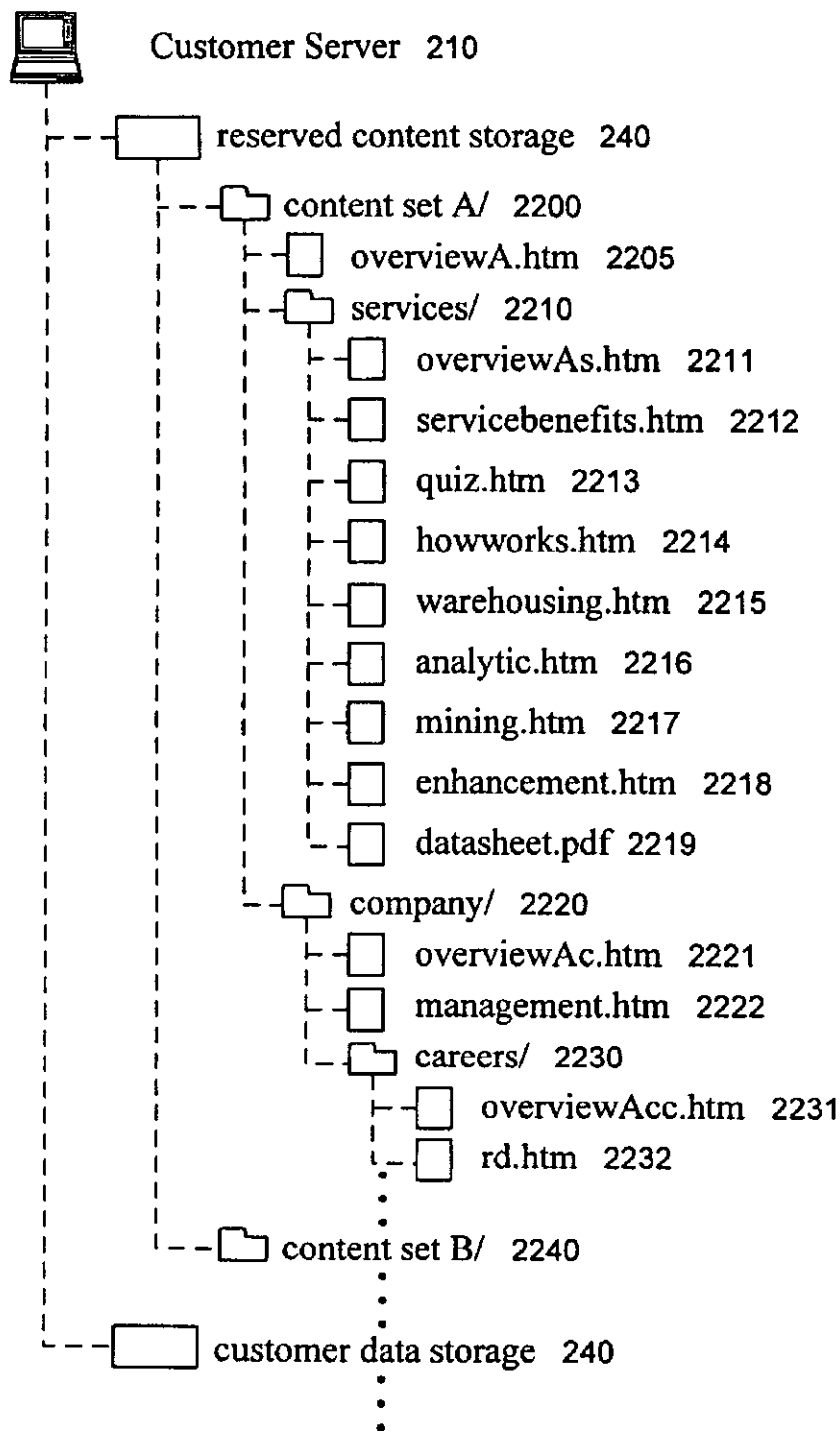 Customer Server 210
reserved content storage 240
content set A/ 2200
overviewA.htm 2205
services/ 2210
overviewAs.htm 2211
servicebenefits.htm 2212
quiz.htm 2213
howworks.htm 2214
warehousing.htm 2215
analytic.htm 2216
mining.htm 2217
enhancement.htm 2218
datasheet.pdf 2219
company/ 2220
overviewAc.htm 2221
management.htm 2222
careers/ 2230
overviewAcc.htm 2231
rd.htm 2232
content set B/ 2240
customer data storage 240